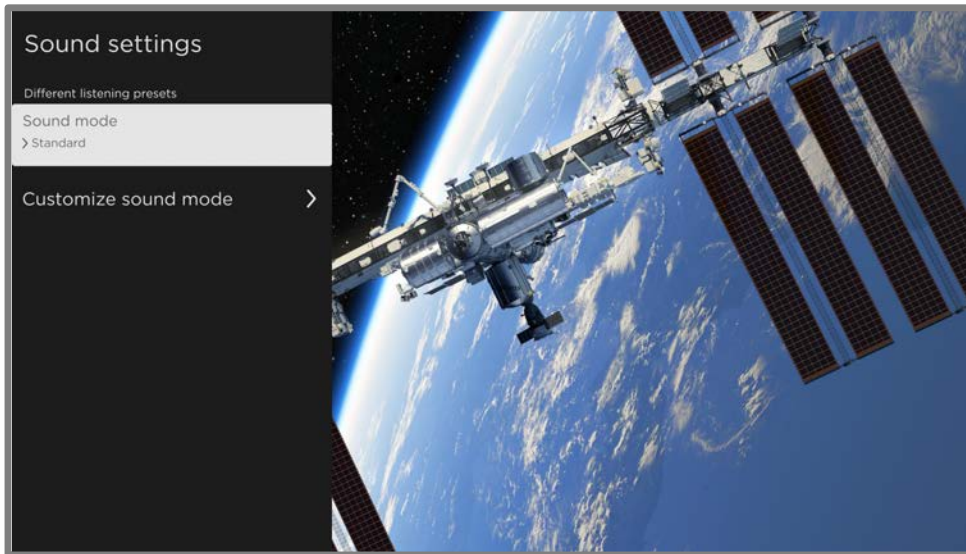 Sound settings
Different listening presets
Sound mode
Standard
Customize sound mode